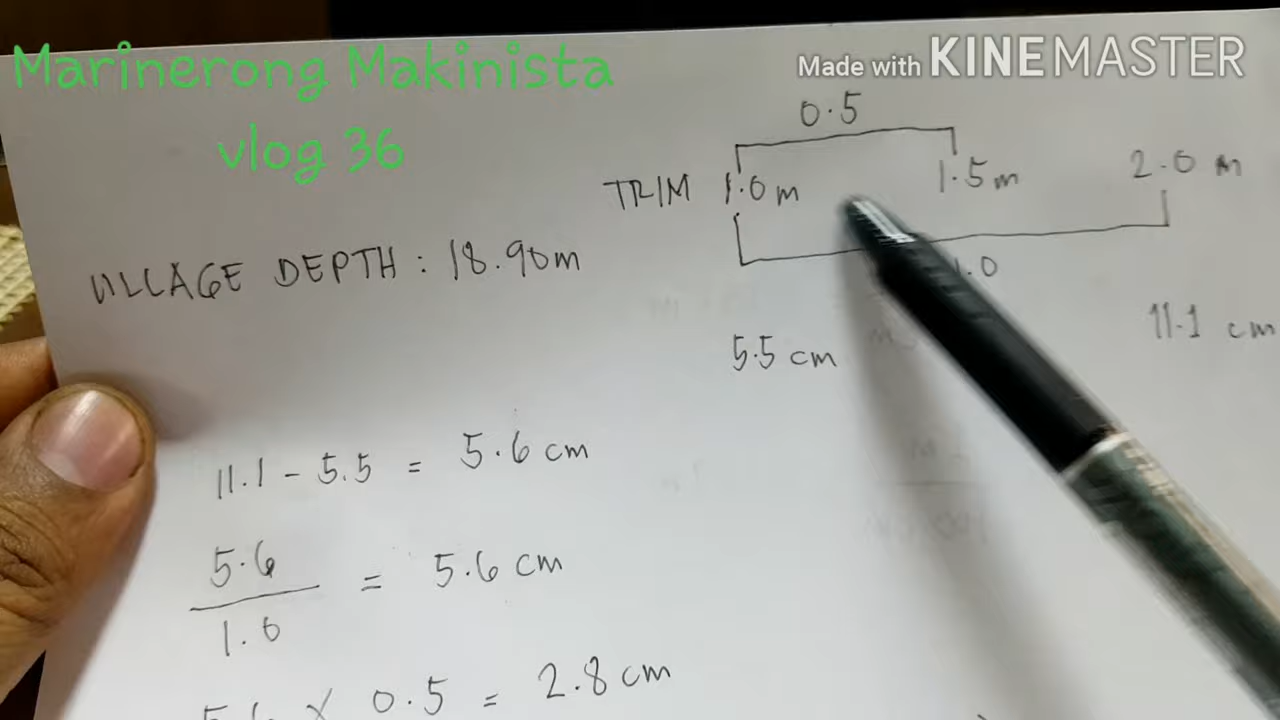 Marinerong Makinista
vlog 36
Made with KINEMASTER
0.5
TRIM 1.0 m 1.5 m 2.0 m
1.0
ULLAGE DEPTH : 18.90m
5.5 cm 11.1 cm
11.1 - 5.5 = 5.6 cm
5.6
1.0
= 5.6 cm
5.6 X 0.5 = 2.8 cm